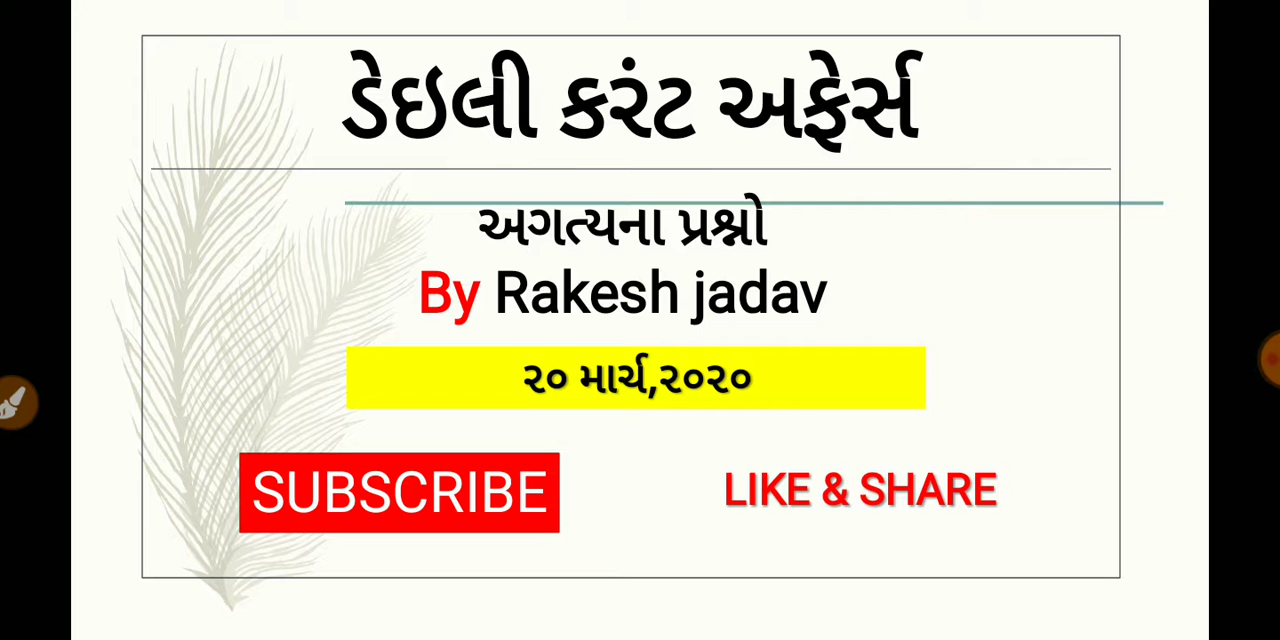 ડેઇલી કરંટ અફેર્સ
અગત્યના પ્રશ્નો
By Rakesh jadav
૨૦ માર્ચ,૨૦૨૦
SUBSCRIBE
LIKE & SHARE